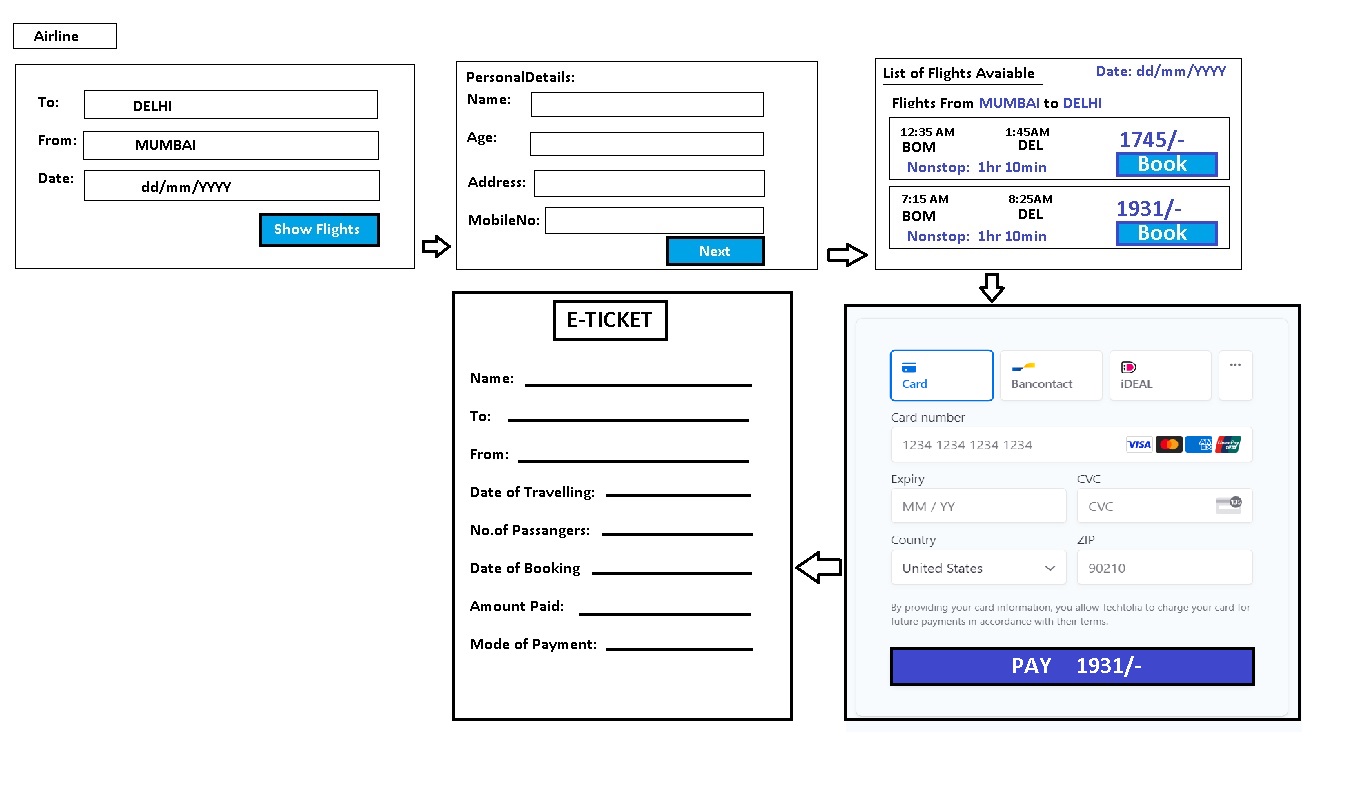 Airline
To: DELHI
From: MUMBAI
Date: dd/mm/YYYY
Show Flights
PersonalDetails:
Name:
Age:
Address:
MobileNo:
Next
List of Flights Avaiable Date: dd/mm/YYYY
Flights From MUMBAI to DELHI
12:35 AM 1:45AM 1745/-
BOM DEL
Nonstop: 1hr 10min Book
7:15 AM 8:25AM 1931/-
BOM DEL
Nonstop: 1hr 10min Book
Card Bancontact iDEAL ...
Card number
1234 1234 1234 1234 VISA
Expiry CVC
MM / YY CVC
Country ZIP
United States 90210
By providing your card information, you allow Techtolia to charge your card for
future payments in accordance with their terms.
PAY 1931/-
E-TICKET
Name:
To:
From:
Date of Travelling:
No.of Passangers:
Date of Booking
Amount Paid:
Mode of Payment: